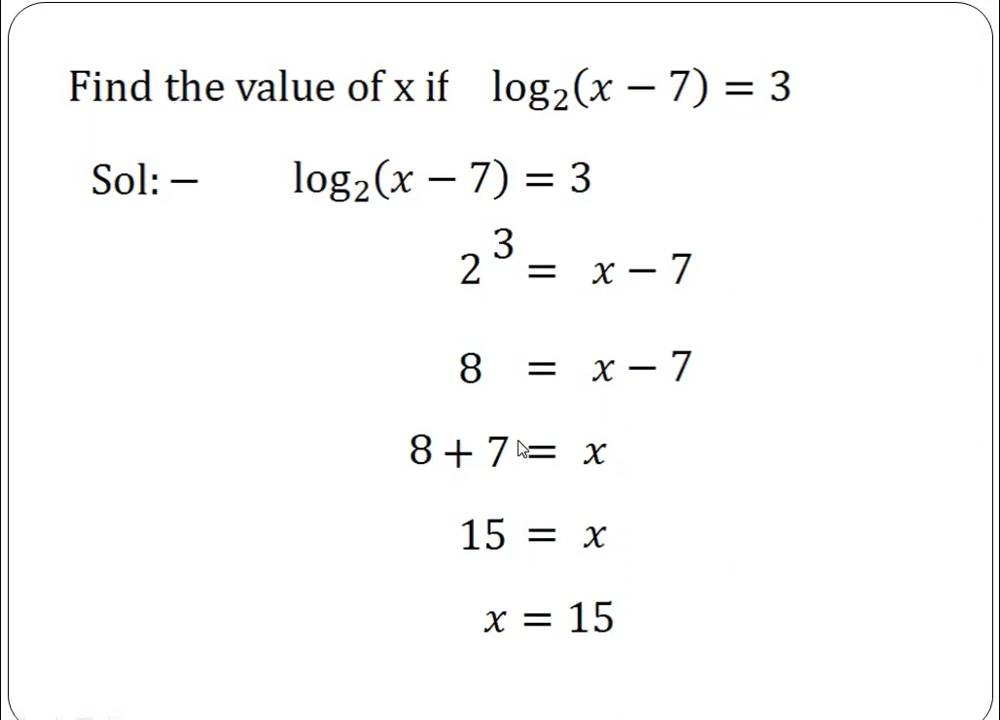 Find the value of x if log₂(x − 7) = 3
Sol: − log₂(x − 7) = 3
2³ = x − 7
8 = x − 7
8 + 7 = x
15 = x
x = 15